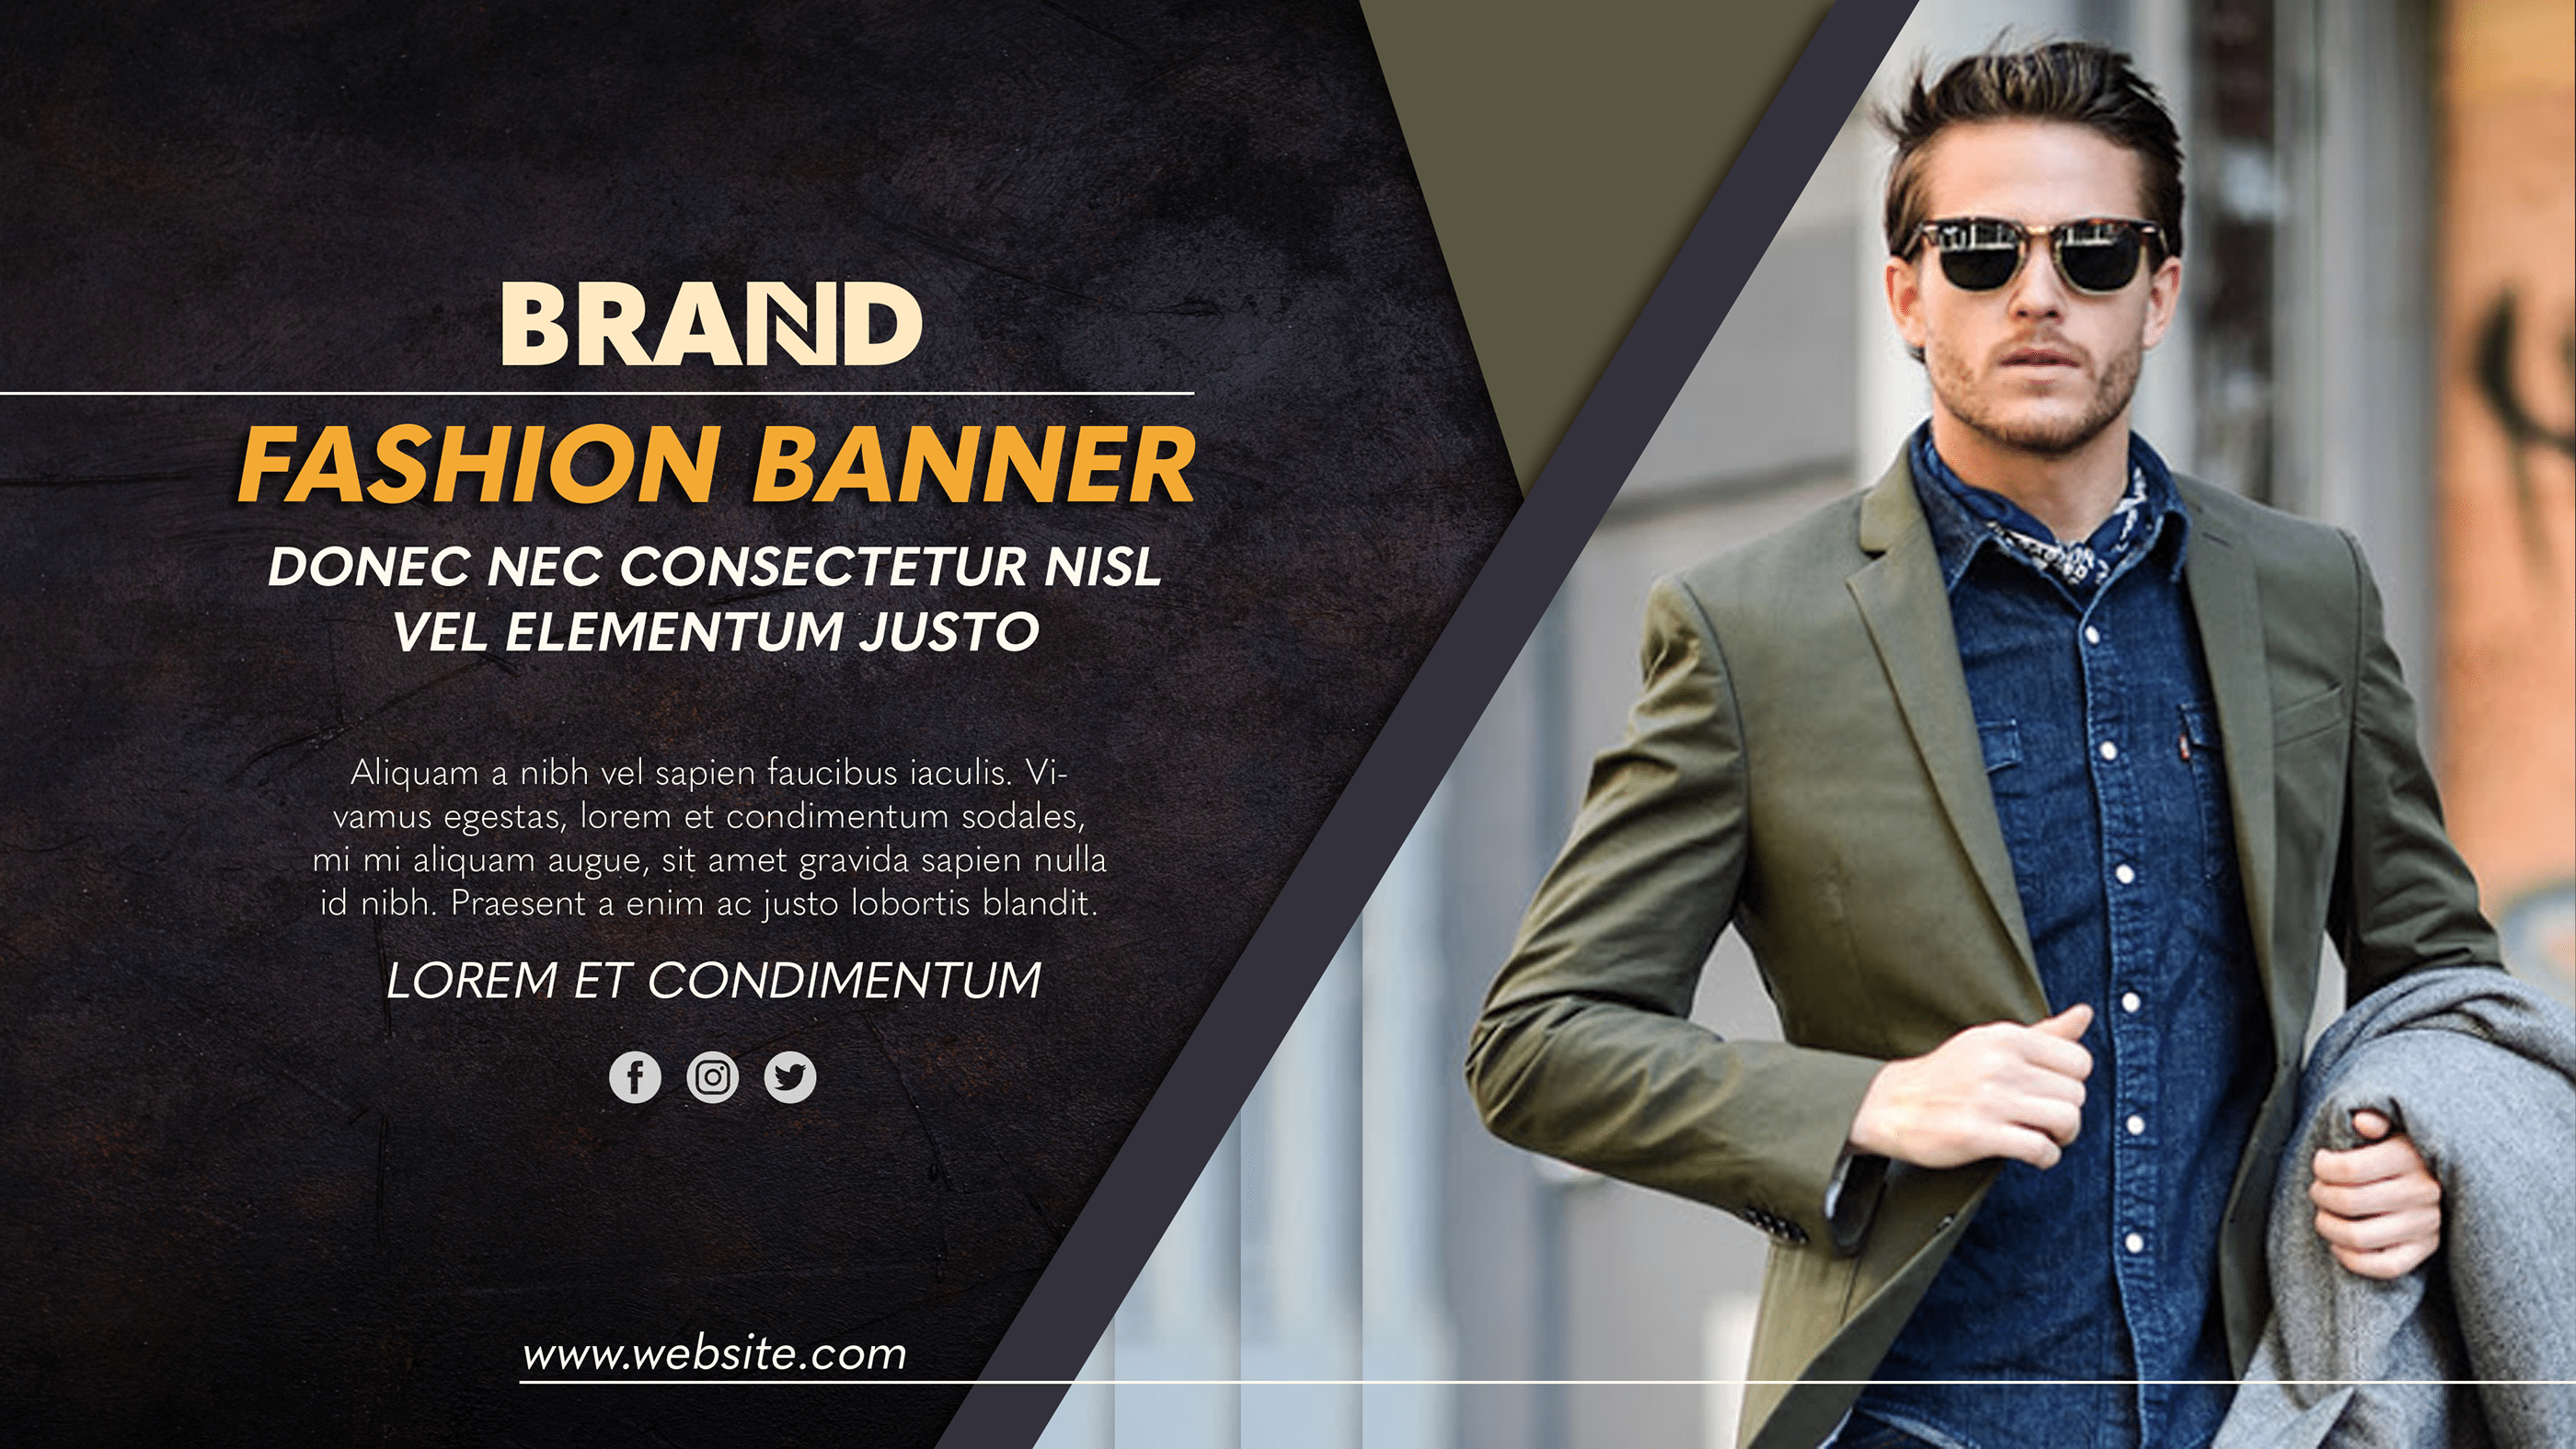 BRAND
FASHION BANNER
DONEC NEC CONSECTETUR NISL
VEL ELEMENTUM JUSTO
Aliquam a nibh vel sapien faucibus iaculis. Vi-
vamus egestas, lorem et condimentum sodales,
mi mi aliquam augue, sit amet gravida sapien nulla
id nibh. Praesent a enim ac justo lobortis blandit.
LOREM ET CONDIMENTUM
www.website.com